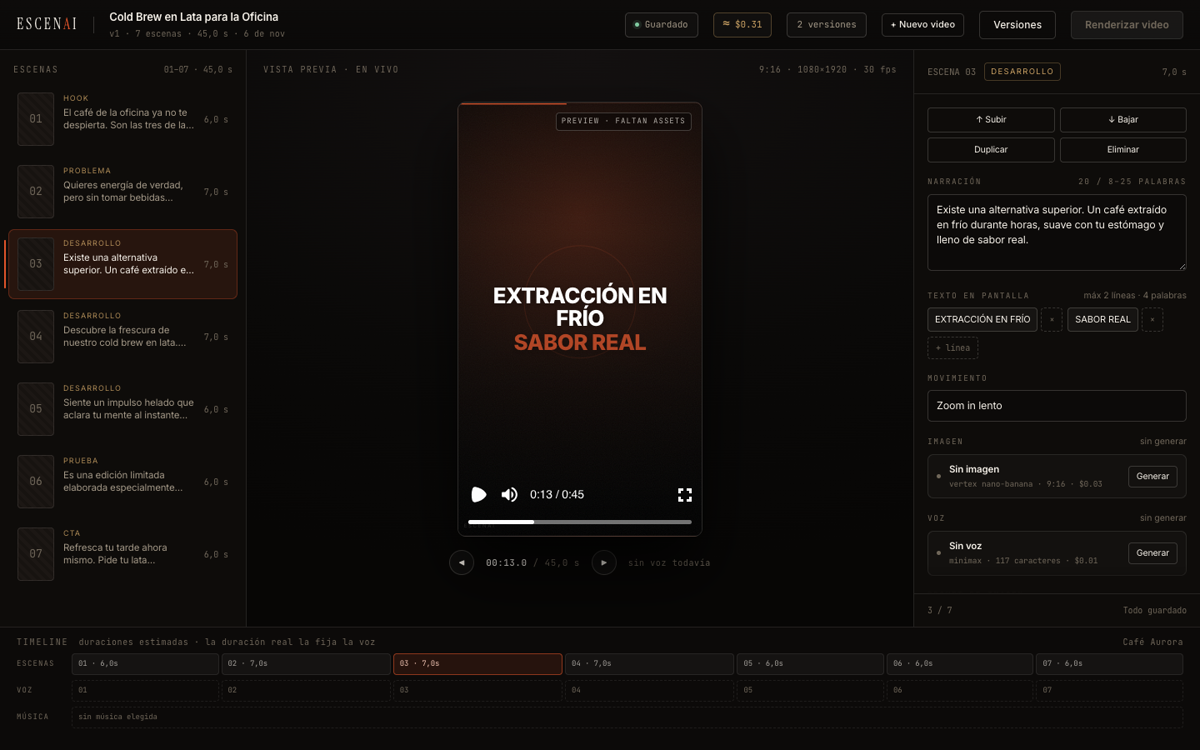 ESCENAI
Cold Brew en Lata para la Oficina
v1 · 7 escenas · 45,0 s · 6 de nov
Guardado
≈ $0.31
2 versiones
+ Nuevo video
Versiones
Renderizar video
ESCENAS
01–07 · 45,0 s
01
HOOK
El café de la oficina ya no te
despierta. Son las tres de la...
6,0 s
02
PROBLEMA
Quieres energía de verdad,
pero sin tomar bebidas...
7,0 s
03
DESARROLLO
Existe una alternativa
superior. Un café extraído e...
7,0 s
04
DESARROLLO
Descubre la frescura de
nuestro cold brew en lata....
7,0 s
05
DESARROLLO
Siente un impulso helado que
aclara tu mente al instante...
6,0 s
06
PRUEBA
Es una edición limitada
elaborada especialmente...
6,0 s
07
CTA
Refresca tu tarde ahora
mismo. Pide tu lata...
6,0 s
VISTA PREVIA · EN VIVO
9:16 · 1080×1920 · 30 fps
PREVIEW · FALTAN ASSETS
EXTRACCIÓN EN
FRÍO
SABOR REAL
0:13 / 0:45
00:13.0 / 45,0 s
sin voz todavía
ESCENA 03
DESARROLLO
7,0 s
↑ Subir
↓ Bajar
Duplicar
Eliminar
NARRACIÓN
20 / 8–25 PALABRAS
Existe una alternativa superior. Un café extraído
en frío durante horas, suave con tu estómago y
lleno de sabor real.
TEXTO EN PANTALLA
máx 2 líneas · 4 palabras
EXTRACCIÓN EN FRÍO
×
SABOR REAL
×
+ línea
MOVIMIENTO
Zoom in lento
IMAGEN
sin generar
Sin imagen
vertex nano-banana · 9:16 · $0.03
Generar
VOZ
sin generar
Sin voz
minimax · 117 caracteres · $0.01
Generar
3 / 7
Todo guardado
TIMELINE
duraciones estimadas · la duración real la fija la voz
Café Aurora
ESCENAS
01 · 6,0s
02 · 7,0s
03 · 7,0s
04 · 7,0s
05 · 6,0s
06 · 6,0s
07 · 6,0s
VOZ
01
02
03
04
05
06
07
MÚSICA
sin música elegida